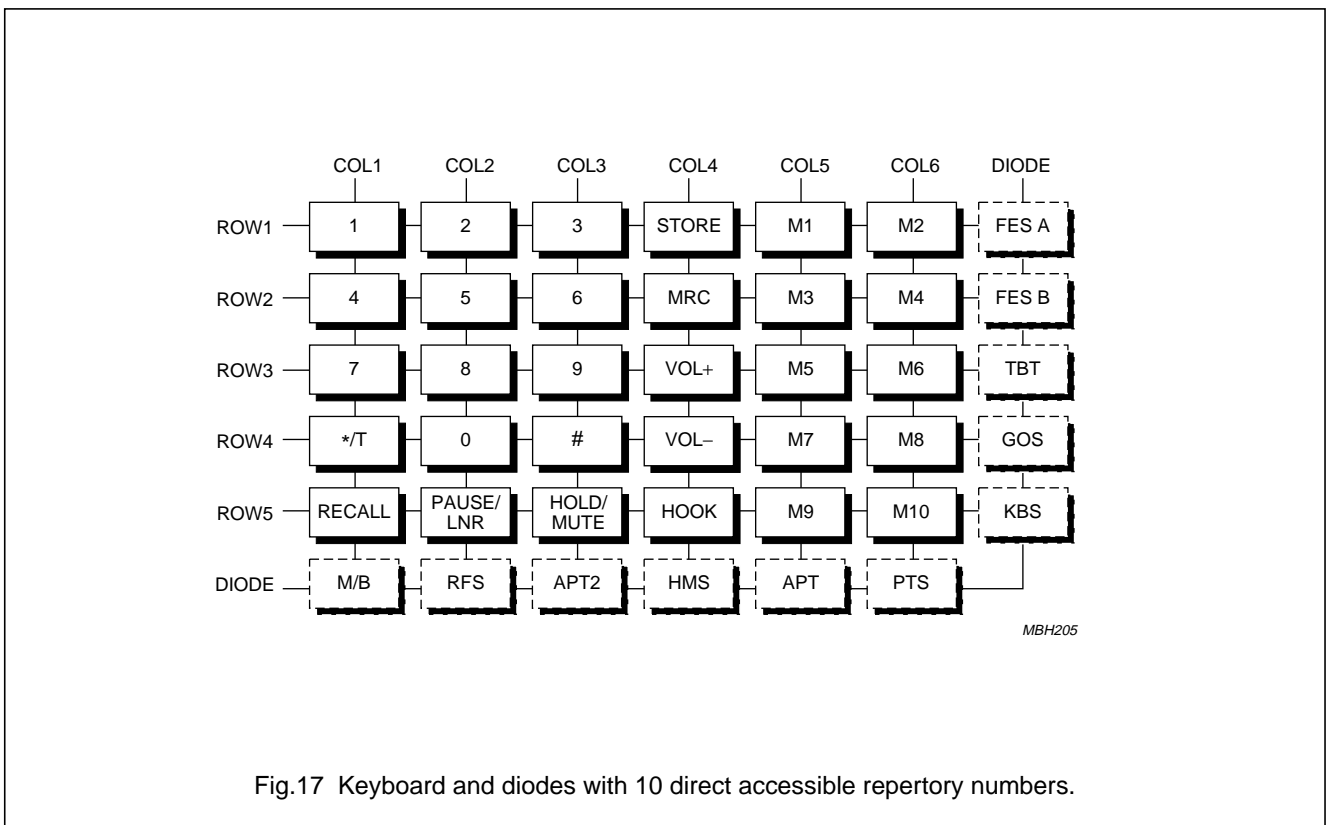 COL1 COL2 COL3 COL4 COL5 COL6 DIODE
ROW1 1 2 3 STORE M1 M2 FES A
ROW2 4 5 6 MRC M3 M4 FES B
ROW3 7 8 9 VOL+ M5 M6 TBT
ROW4 */T 0 # VOL− M7 M8 GOS
ROW5 RECALL PAUSE/ LNR HOLD/ MUTE HOOK M9 M10 KBS
DIODE M/B RFS APT2 HMS APT PTS
MBH205
Fig.17 Keyboard and diodes with 10 direct accessible repertory numbers.